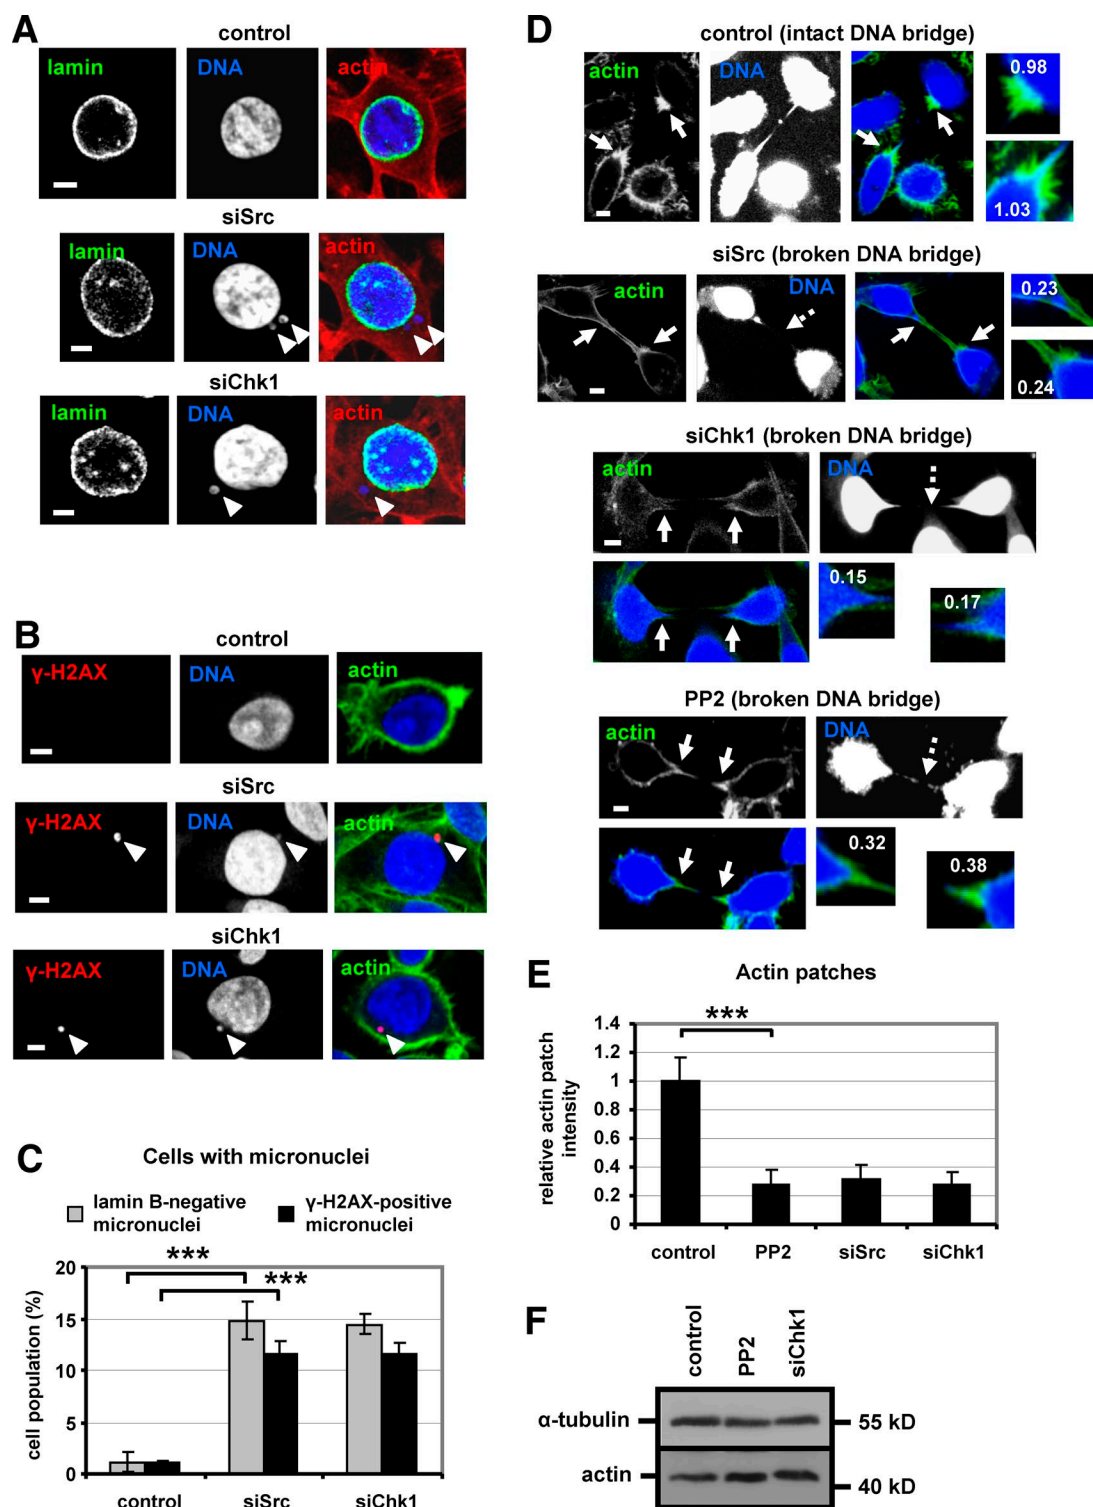 A
control
lamin
DNA
actin
siSrc
lamin
DNA
actin
siChk1
lamin
DNA
actin
B
control
γ-H2AX
DNA
actin
siSrc
γ-H2AX
DNA
actin
siChk1
γ-H2AX
DNA
actin
C
Cells with micronuclei
lamin B-negative
micronuclei
γ-H2AX-positive
micronuclei
***
***
cell population (%)
20
15
10
5
0
control
siSrc
siChk1
D
control (intact DNA bridge)
actin
DNA
0.98
1.03
siSrc (broken DNA bridge)
actin
DNA
0.23
0.24
siChk1 (broken DNA bridge)
actin
DNA
0.15
0.17
PP2 (broken DNA bridge)
actin
DNA
0.32
0.38
E
Actin patches
***
relative actin patch
intensity
1.4
1.2
1
0.8
0.6
0.4
0.2
0
control
PP2
siSrc
siChk1
F
control
PP2
siChk1
α-tubulin
55 kD
actin
40 kD